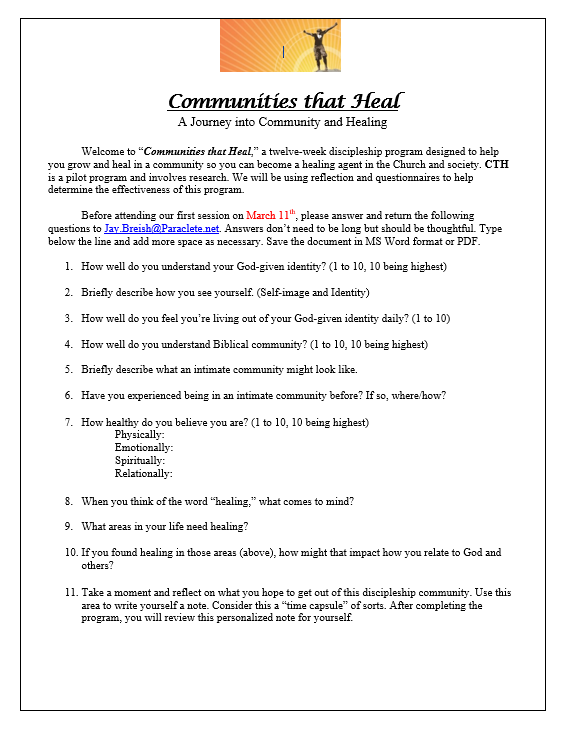 Communities that Heal
A Journey into Community and Healing
Welcome to “Communities that Heal,” a twelve-week discipleship program designed to help
you grow and heal in a community so you can become a healing agent in the Church and society. CTH
is a pilot program and involves research. We will be using reflection and questionnaires to help
determine the effectiveness of this program.
Before attending our first session on March 11th, please answer and return the following
questions to Jay.Breish@Paraclete.net. Answers don’t need to be long but should be thoughtful. Type
below the line and add more space as necessary. Save the document in MS Word format or PDF.
1. How well do you understand your God-given identity? (1 to 10, 10 being highest)
2. Briefly describe how you see yourself. (Self-image and Identity)
3. How well do you feel you’re living out of your God-given identity daily? (1 to 10)
4. How well do you understand Biblical community? (1 to 10, 10 being highest)
5. Briefly describe what an intimate community might look like.
6. Have you experienced being in an intimate community before? If so, where/how?
7. How healthy do you believe you are? (1 to 10, 10 being highest)
Physically:
Emotionally:
Spiritually:
Relationally:
8. When you think of the word “healing,” what comes to mind?
9. What areas in your life need healing?
10. If you found healing in those areas (above), how might that impact how you relate to God and
others?
11. Take a moment and reflect on what you hope to get out of this discipleship community. Use this
area to write yourself a note. Consider this a “time capsule” of sorts. After completing the
program, you will review this personalized note for yourself.